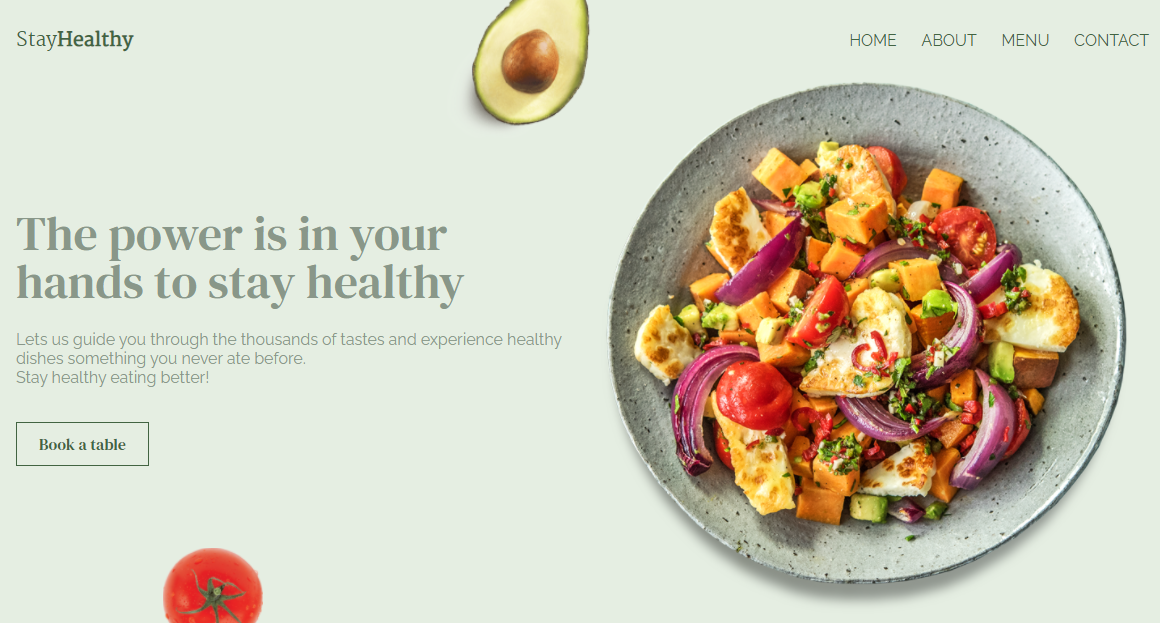 StayHealthy
HOME ABOUT MENU CONTACT
The power is in your
hands to stay healthy
Lets us guide you through the thousands of tastes and experience healthy
dishes something you never ate before.
Stay healthy eating better!
Book a table